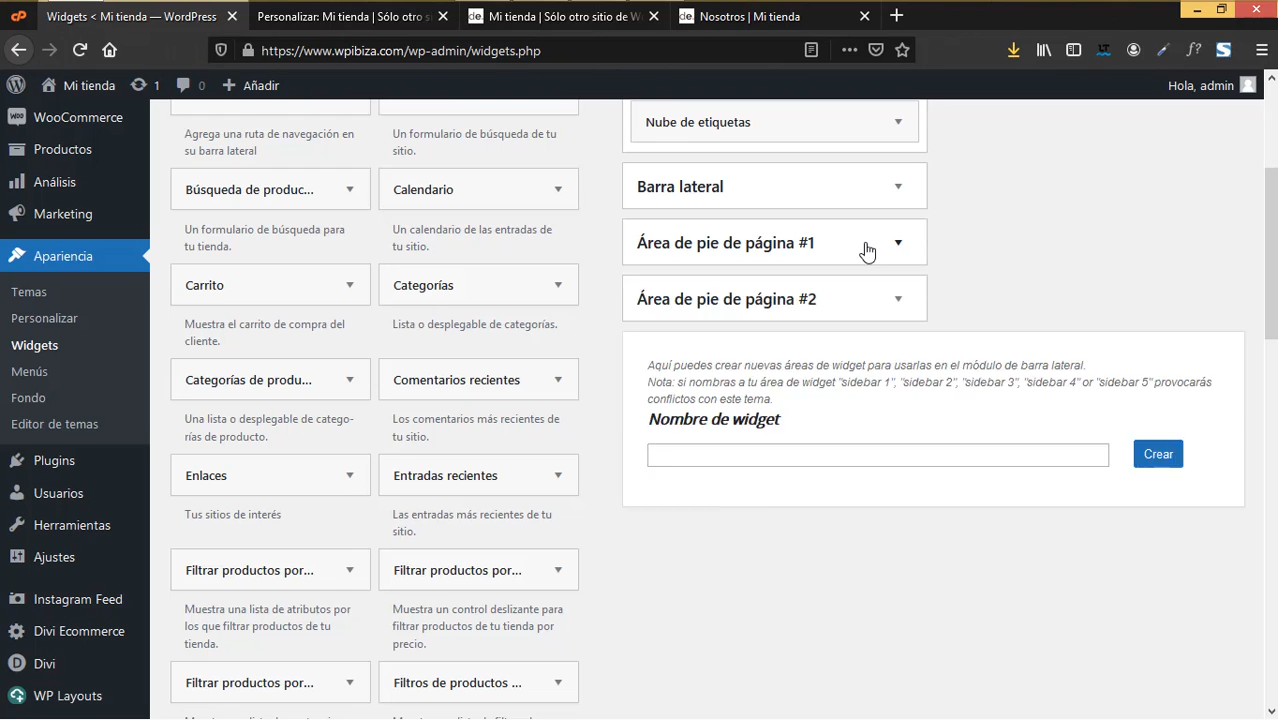 Widgets < Mi tienda — WordPress
Personalizar: Mi tienda | Sólo otro s
Mi tienda | Sólo otro sitio de W
Nosotros | Mi tienda
https://www.wpibiza.com/wp-admin/widgets.php
Mi tienda
1
0
Añadir
Hola, admin
WooCommerce
Productos
Análisis
Marketing
Apariencia
Temas
Personalizar
Widgets
Menús
Fondo
Editor de temas
Plugins
Usuarios
Herramientas
Ajustes
Instagram Feed
Divi Ecommerce
Divi
WP Layouts
Agrega una ruta de navegación en
su barra lateral
Un formulario de búsqueda de tu
sitio.
Búsqueda de produc...
Calendario
Un formulario de búsqueda para
tu tienda.
Un calendario de las entradas de
tu sitio.
Carrito
Categorías
Muestra el carrito de compra del
cliente.
Lista o desplegable de categorías.
Categorías de produ...
Comentarios recientes
Una lista o desplegable de catego-
rías de producto.
Los comentarios más recientes de
tu sitio.
Enlaces
Entradas recientes
Tus sitios de interés
Las entradas más recientes de tu
sitio.
Filtrar productos por...
Filtrar productos por...
Muestra una lista de atributos por
los que filtrar productos de tu
tienda.
Muestra un control deslizante para
filtrar productos de tu tienda por
precio.
Filtrar productos por...
Filtros de productos ...
Nube de etiquetas
Barra lateral
Área de pie de página #1
Área de pie de página #2
Aquí puedes crear nuevas áreas de widget para usarlas en el módulo de barra lateral.
Nota: si nombras a tu área de widget "sidebar 1", "sidebar 2", "sidebar 3", "sidebar 4" or "sidebar 5" provocarás
conflictos con este tema.
Nombre de widget
Crear